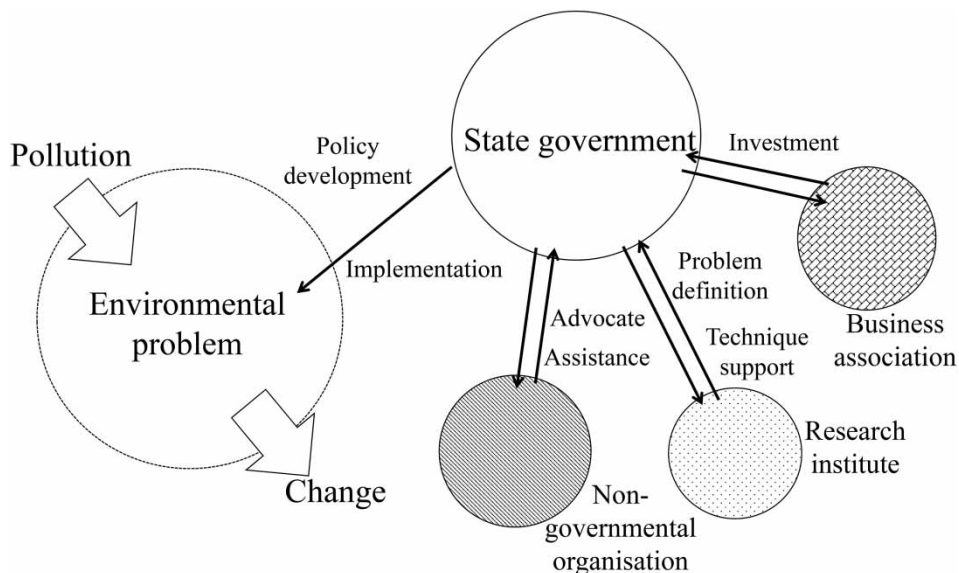 Pollution
Environmental
problem
Change
Policy
development
Implementation
State government
Investment
Business
association
Problem
definition
Technique
support
Research
institute
Advocate
Assistance
Non-
governmental
organisation